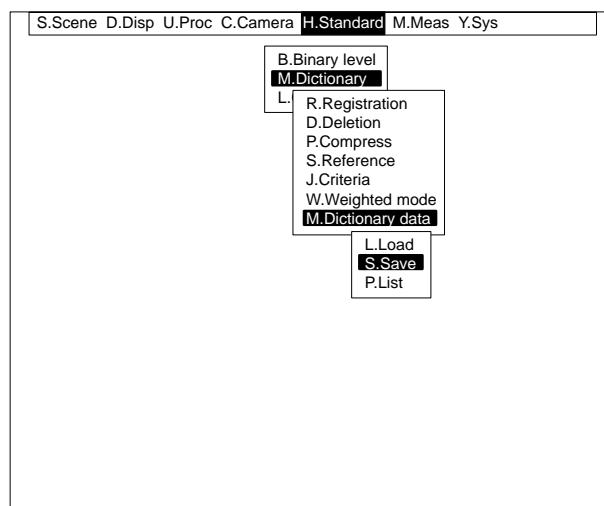 S.Scene D.Disp U.Proc C.Camera H.Standard M.Meas Y.Sys
B.Binary level
M.Dictionary
L.
R.Registration
D.Deletion
P.Compress
S.Reference
J.Criteria
W.Weighted mode
M.Dictionary data
L.Load
S.Save
P.List